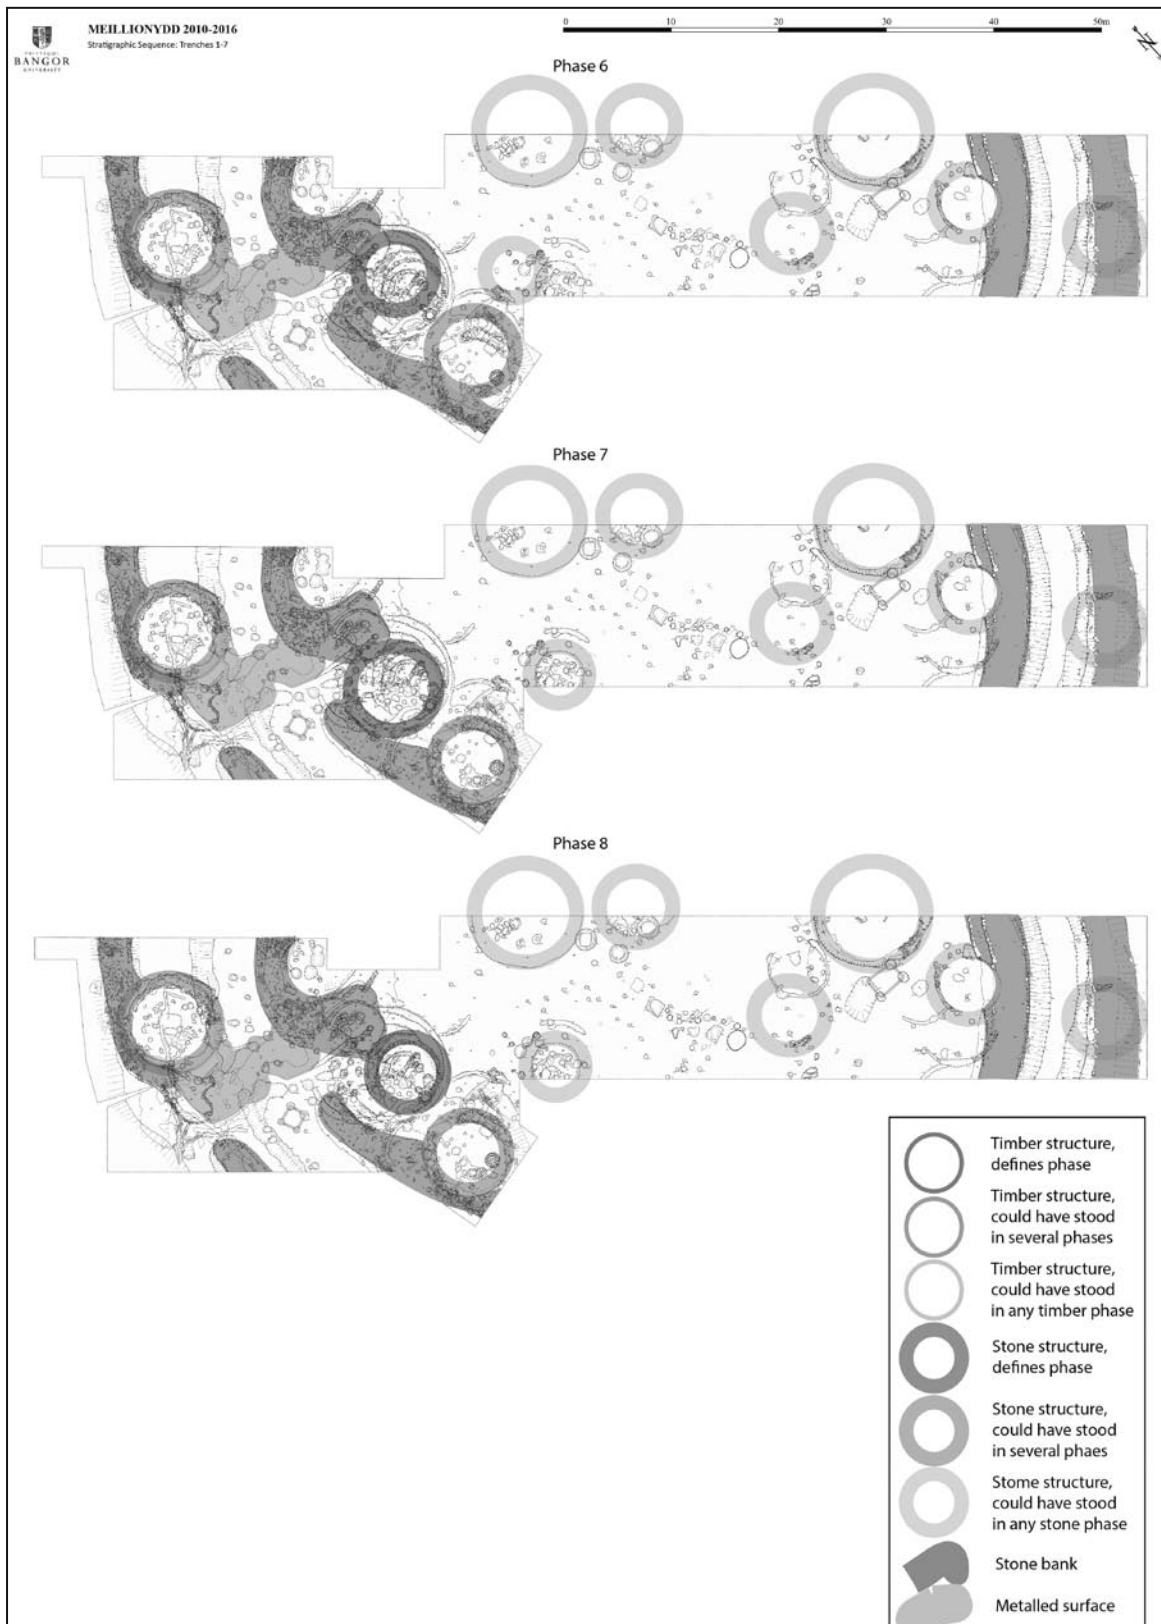 MEILLIONYDD 2010-2016
Stratigraphic Sequence: Trenches 1-7
PRIFYSGOL
BANGOR
UNIVERSITY
0 10 20 30 40 50m
N
Phase 6
Phase 7
Phase 8
Timber structure,
defines phase
Timber structure,
could have stood
in several phases
Timber structure,
could have stood
in any timber phase
Stone structure,
defines phase
Stone structure,
could have stood
in several phaes
Stome structure,
could have stood
in any stone phase
Stone bank
Metalled surface